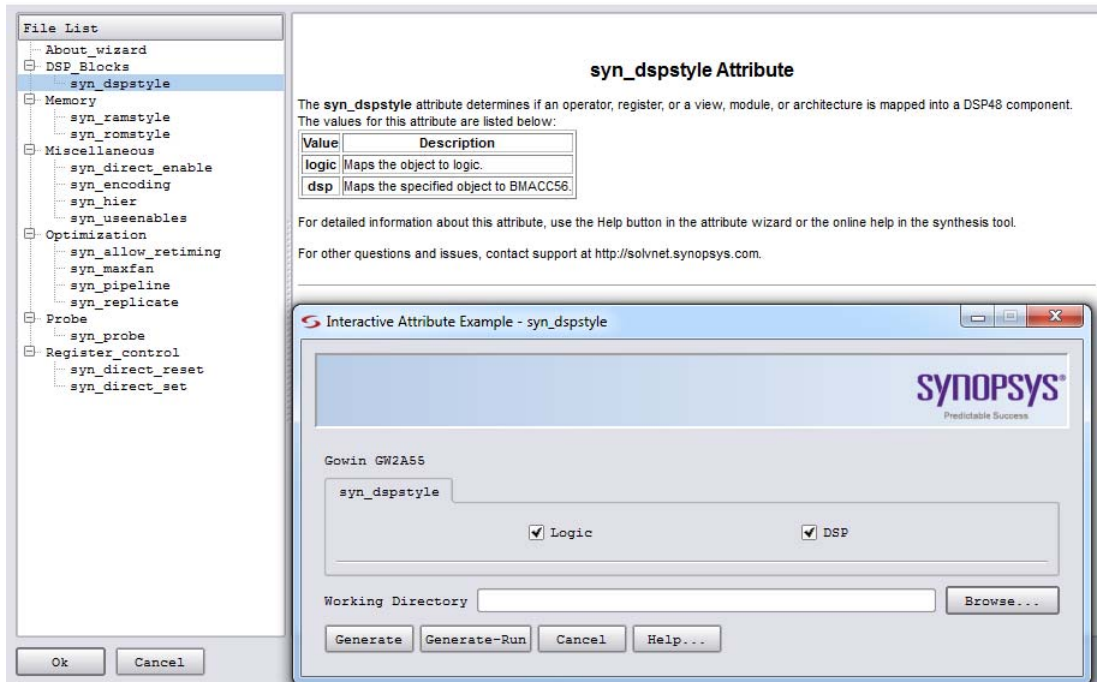 File List
About_wizard
DSP_Blocks
syn_dspstyle
Memory
syn_ramstyle
syn_romstyle
Miscellaneous
syn_direct_enable
syn_encoding
syn_hier
syn_useenables
Optimization
syn_allow_retiming
syn_maxfan
syn_pipeline
syn_replicate
Probe
syn_probe
Register_control
syn_direct_reset
syn_direct_set
Ok Cancel
syn_dspstyle Attribute
The syn_dspstyle attribute determines if an operator, register, or a view, module, or architecture is mapped into a DSP48 component.
The values for this attribute are listed below:
Value Description
logic Maps the object to logic.
dsp Maps the specified object to BMACC56.
For detailed information about this attribute, use the Help button in the attribute wizard or the online help in the synthesis tool.
For other questions and issues, contact support at http://solvnet.synopsys.com.
Interactive Attribute Example - syn_dspstyle
SYNOPSYS®
Predictable Success
Gowin GW2A55
syn_dspstyle
Logic DSP
Working Directory Browse...
Generate Generate-Run Cancel Help...